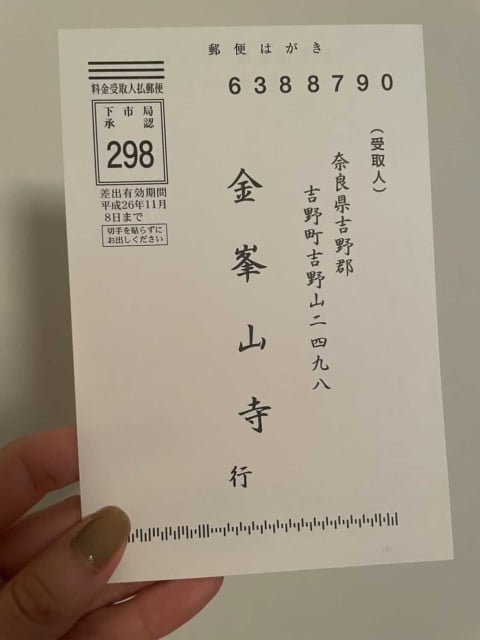 郵便はがき
6388790
料金受取人払郵便
下市局
承認
298
差出有効期間
平成26年11月
8日まで
切手を貼らずに
お出しください
(受取人)
奈良県吉野郡
吉野町吉野山二四九八
金峯山寺 行